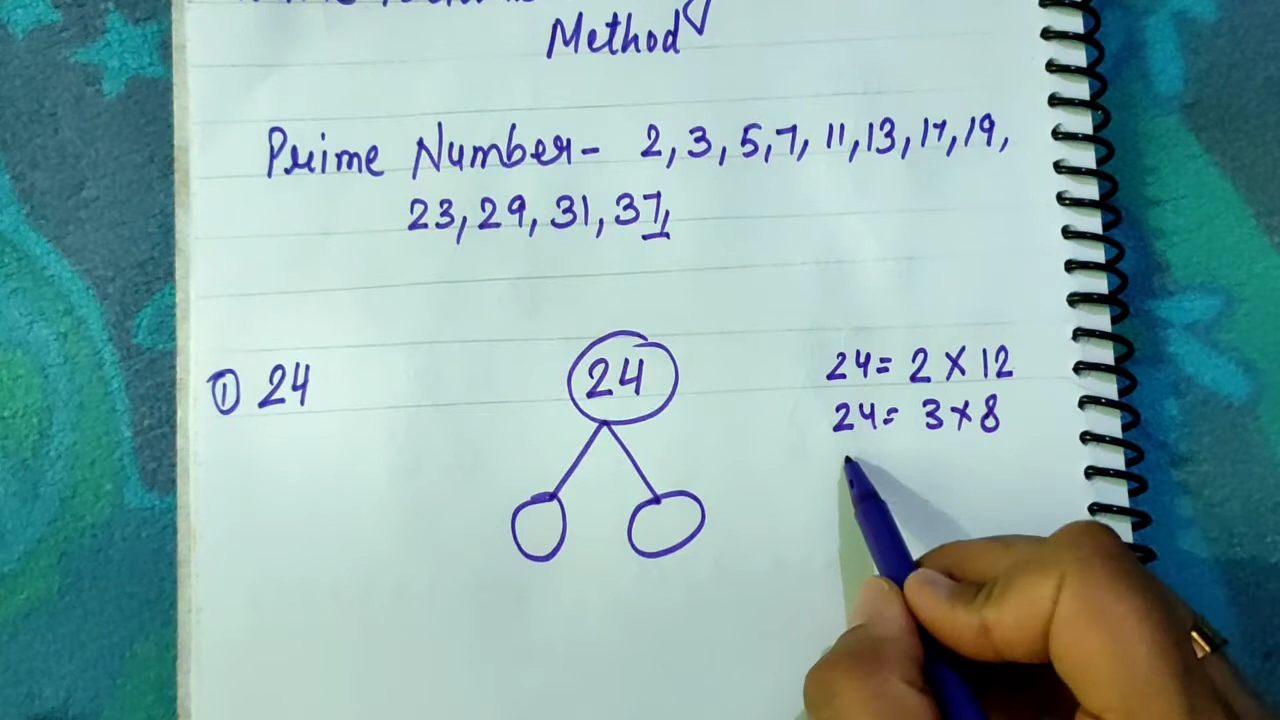 Method
Prime Number- 2, 3, 5, 7, 11, 13, 17, 19,
23, 29, 31, 37,
① 24
24
24= 2 X 12
24= 3 X 8